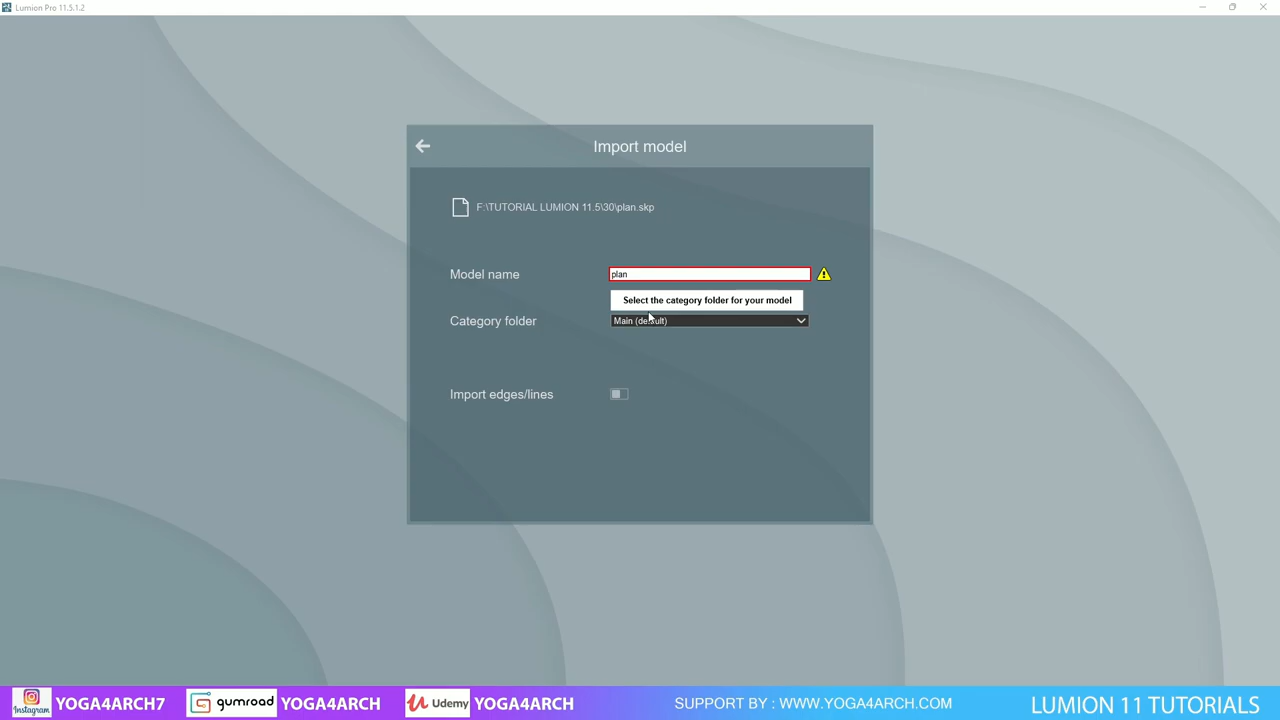 Lumion Pro 11.5.1.2
Import model
F:\TUTORIAL LUMION 11.5\30\plan.skp
Model name
plan
Select the category folder for your model
Category folder
Main (default)
Import edges/lines
Instagram
YOGA4ARCH7
gumroad
YOGA4ARCH
Udemy
YOGA4ARCH
SUPPORT BY : WWW.YOGA4ARCH.COM
LUMION 11 TUTORIALS